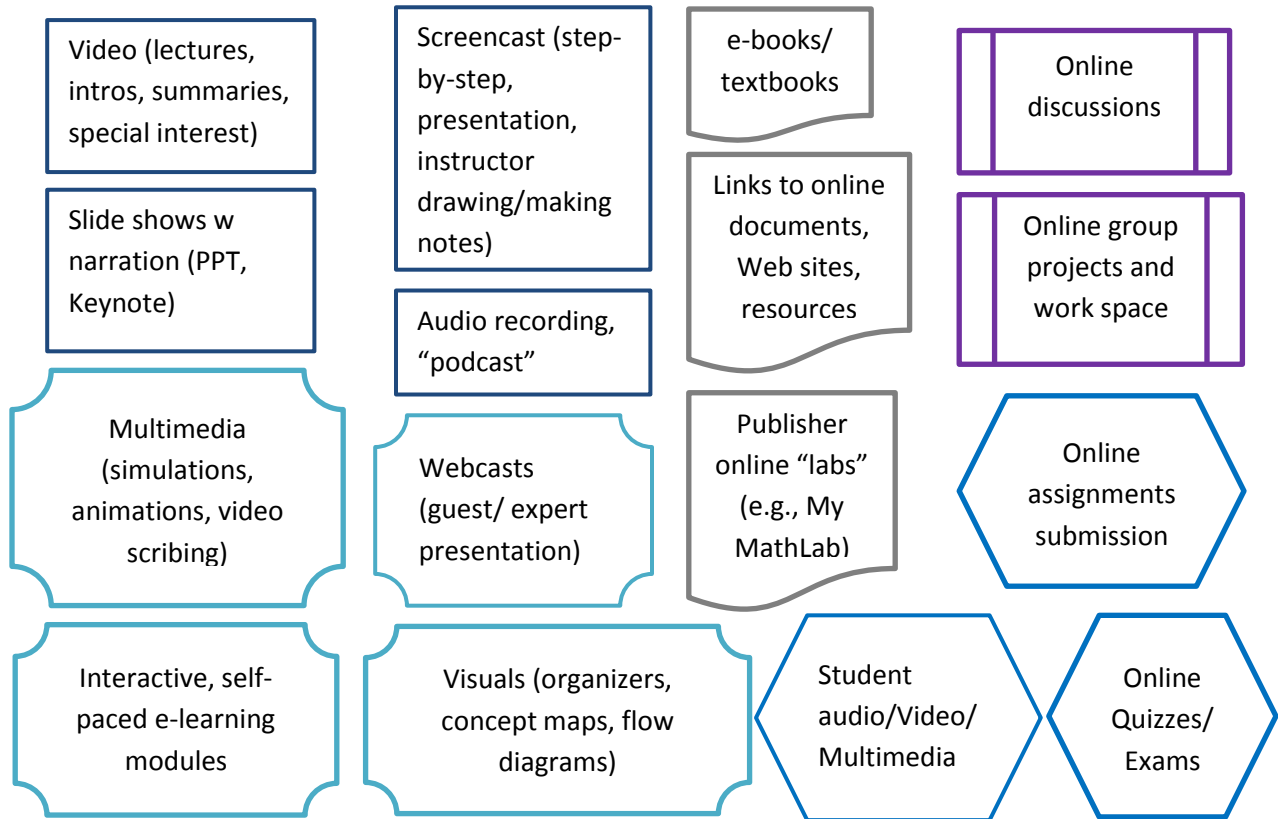 Video (lectures,
intros, summaries,
special interest)
Screencast (step-
by-step,
presentation,
instructor
drawing/making
notes)
e-books/
textbooks
Online
discussions
Slide shows w
narration (PPT,
Keynote)
Audio recording,
“podcast”
Links to online
documents,
Web sites,
resources
Online group
projects and
work space
Multimedia
(simulations,
animations, video
scribing)
Webcasts
(guest/ expert
presentation)
Publisher
online “labs”
(e.g., My
MathLab)
Online
assignments
submission
Interactive, self-
paced e-learning
modules
Visuals (organizers,
concept maps, flow
diagrams)
Student
audio/Video/
Multimedia
Online
Quizzes/
Exams